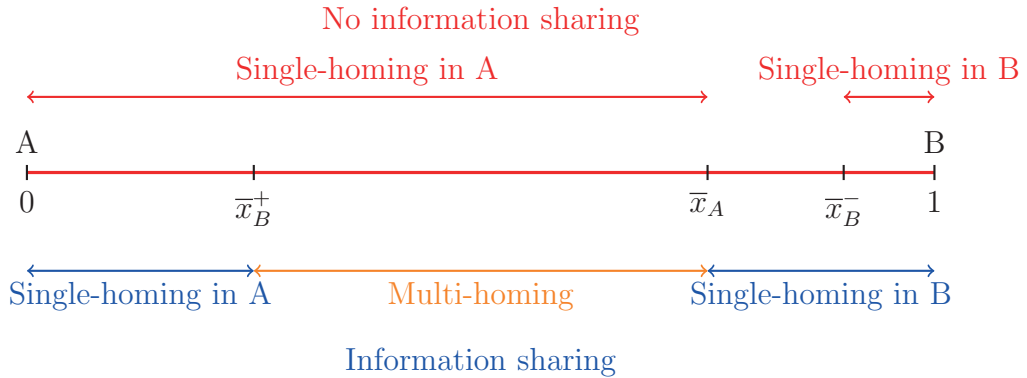 No information sharing
Single-homing in A Single-homing in B
A B
0 x̅_B^+ x̅_A x̅_B^- 1
Single-homing in A Multi-homing Single-homing in B
Information sharing